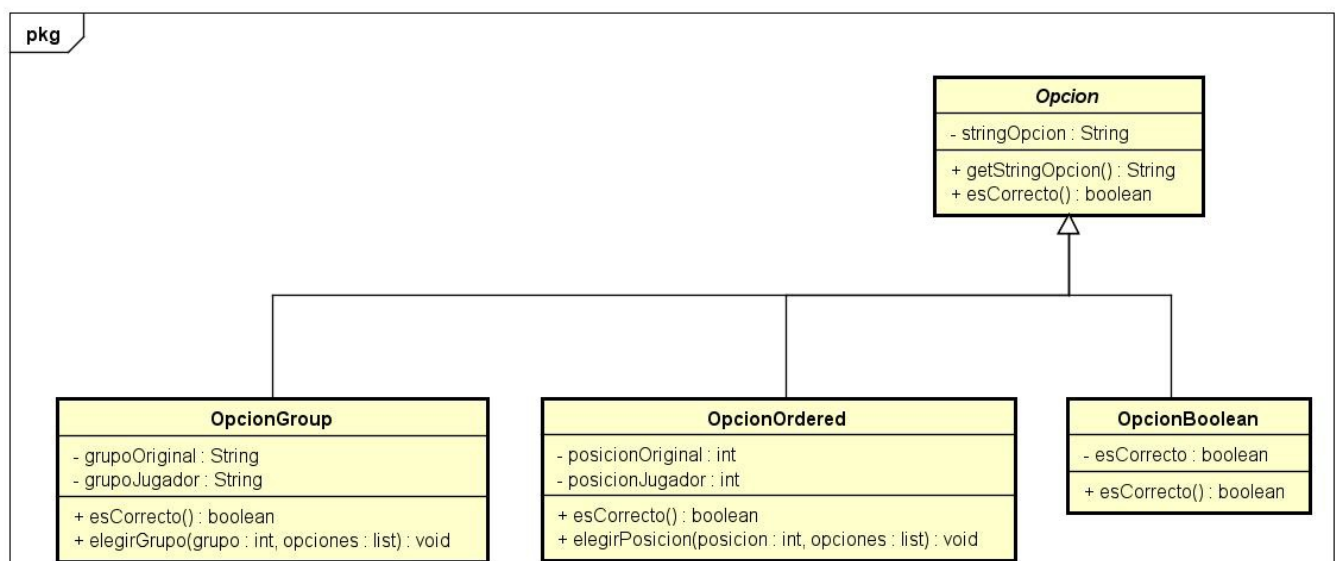 pkg
Opcion
- stringOpcion : String
+ getStringOpcion() : String
+ esCorrecto() : boolean
OpcionGroup
- grupoOriginal : String
- grupoJugador : String
+ esCorrecto() : boolean
+ elegirGrupo(grupo : int, opciones : list) : void
OpcionOrdered
- posicionOriginal : int
- posicionJugador : int
+ esCorrecto() : boolean
+ elegirPosicion(posicion : int, opciones : list) : void
OpcionBoolean
- esCorrecto : boolean
+ esCorrecto() : boolean